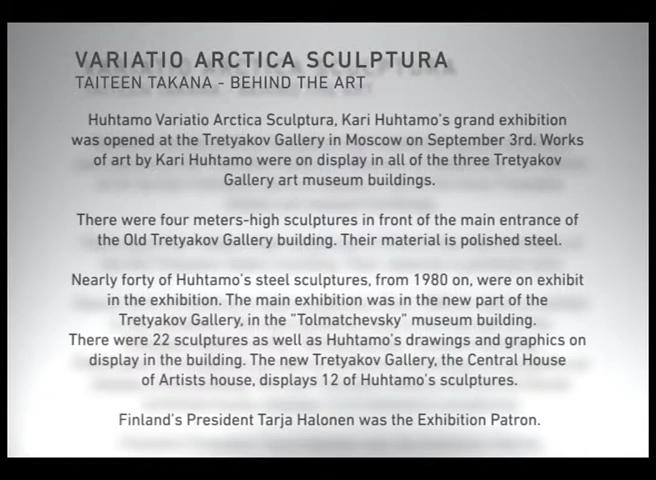 VARIATIO ARCTICA SCULPTURA
TAITEEN TAKANA - BEHIND THE ART
Huhtamo Variatio Arctica Sculptura, Kari Huhtamo's grand exhibition
was opened at the Tretyakov Gallery in Moscow on September 3rd. Works
of art by Kari Huhtamo were on display in all of the three Tretyakov
Gallery art museum buildings.
There were four meters-high sculptures in front of the main entrance of
the Old Tretyakov Gallery building. Their material is polished steel.
Nearly forty of Huhtamo's steel sculptures, from 1980 on, were on exhibit
in the exhibition. The main exhibition was in the new part of the
Tretyakov Gallery, in the "Tolmatchevsky" museum building.
There were 22 sculptures as well as Huhtamo's drawings and graphics on
display in the building. The new Tretyakov Gallery, the Central House
of Artists house, displays 12 of Huhtamo's sculptures.
Finland's President Tarja Halonen was the Exhibition Patron.